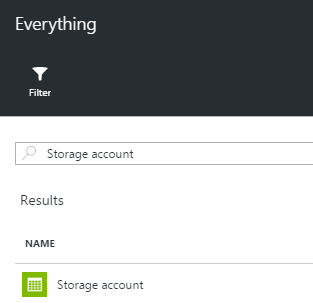 Everything
Filter
Storage account
Results
NAME
Storage account